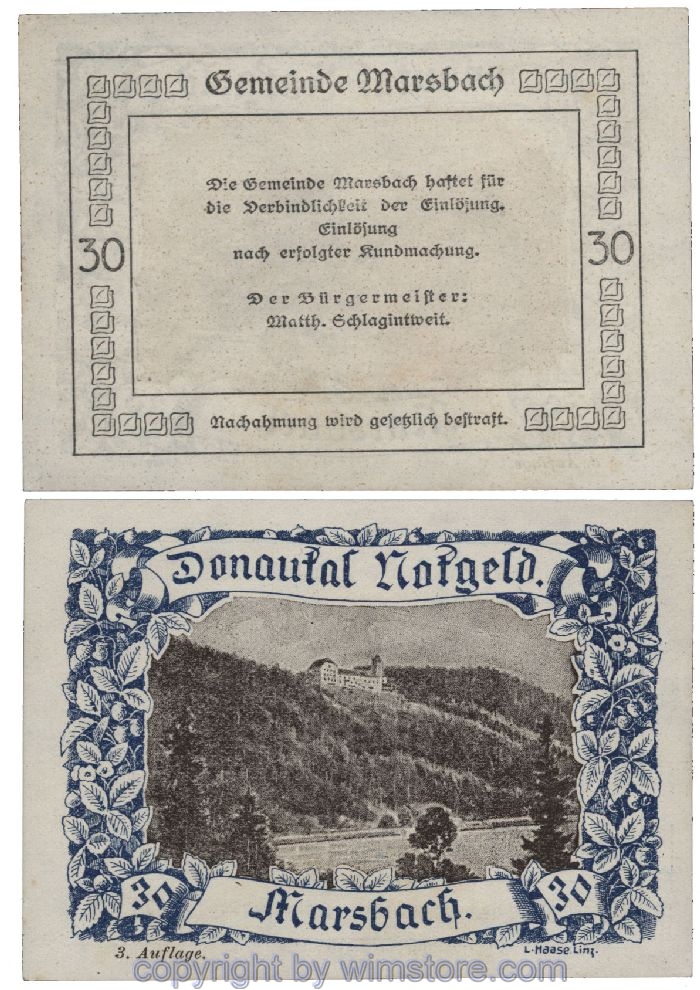 Gemeinde Marsbach
Die Gemeinde Marsbach haftet für
die Verbindlichkeit der Einlösung.
Einlösung
nach erfolgter Kundmachung.
30
30
Der Bürgermeister:
Matth. Schlagintweit.
Nachahmung wird gesetzlich bestraft.
Donautal Notgeld.
30
Marsbach.
30
3. Auflage.
L. Haase Linz.
copyright by wimstore.com